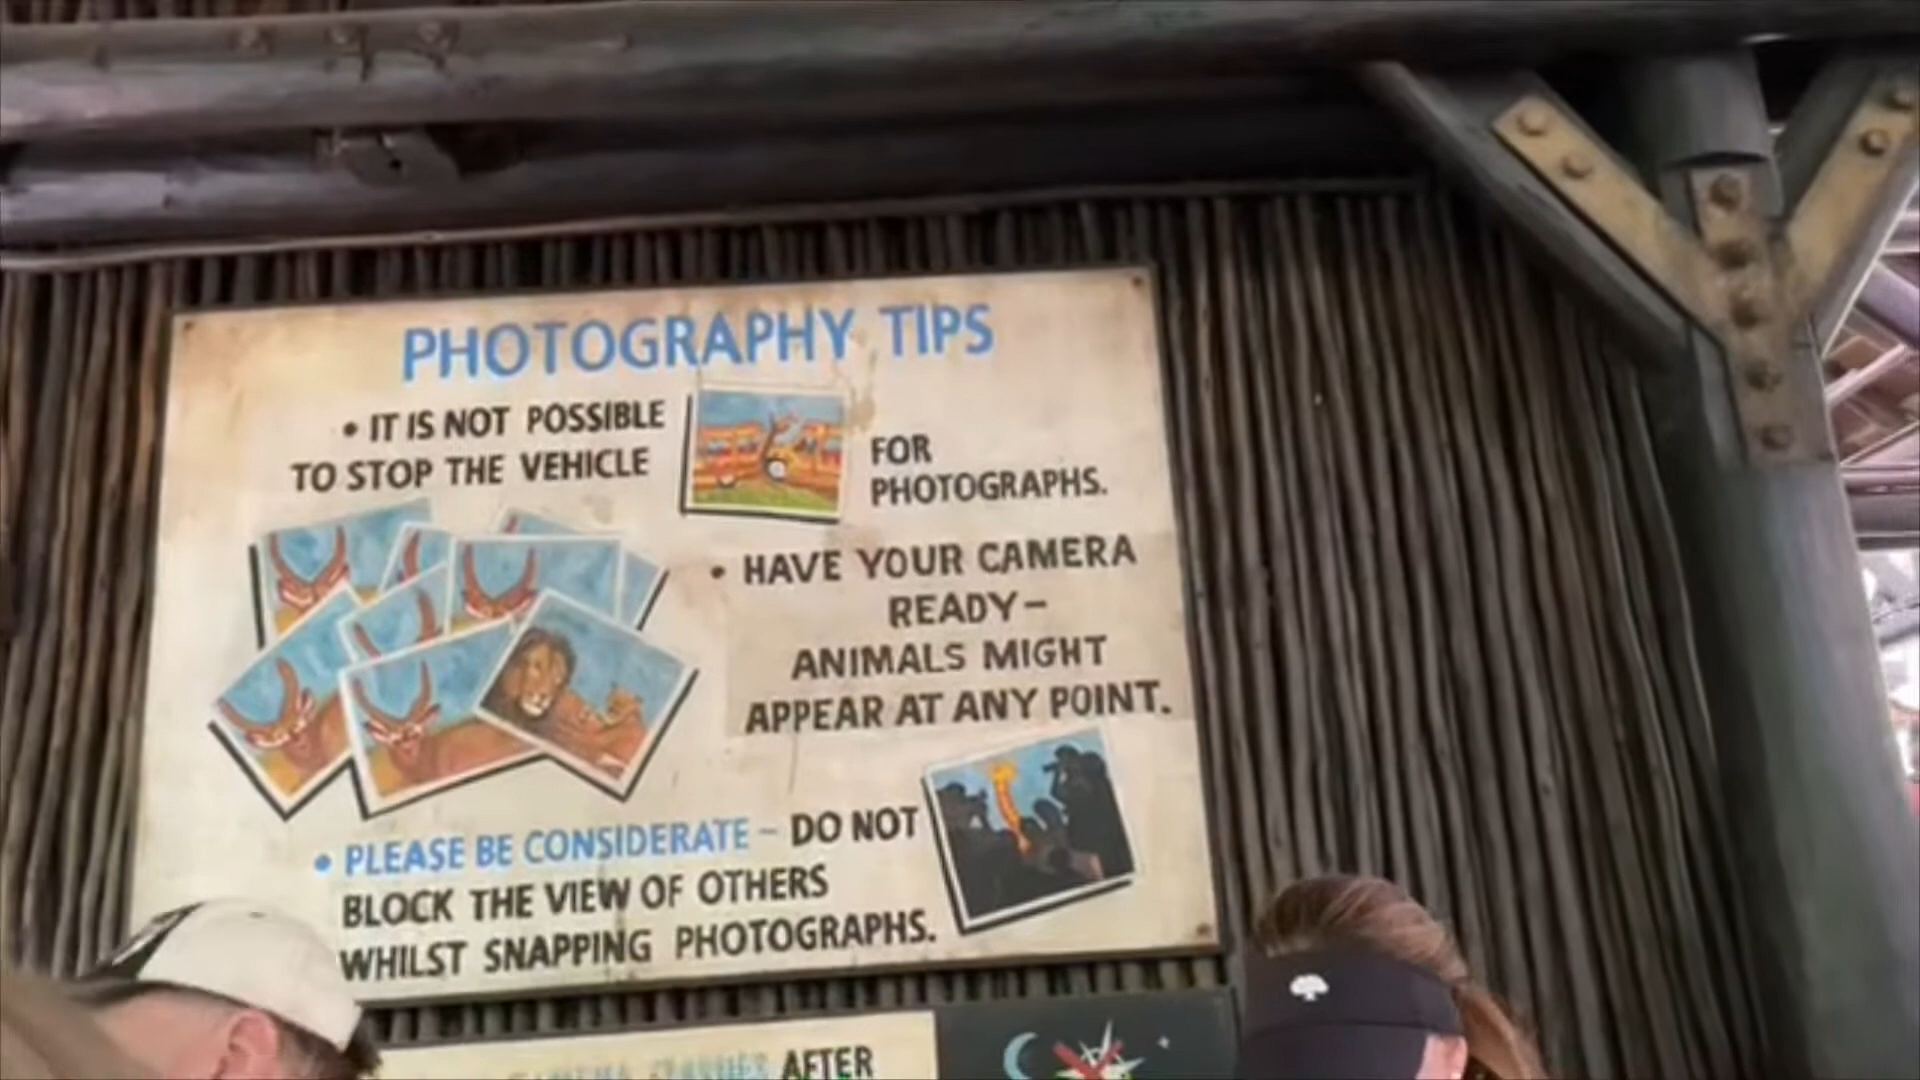 PHOTOGRAPHY TIPS
• IT IS NOT POSSIBLE
TO STOP THE VEHICLE
FOR
PHOTOGRAPHS.
• HAVE YOUR CAMERA
READY–
ANIMALS MIGHT
APPEAR AT ANY POINT.
• PLEASE BE CONSIDERATE – DO NOT
BLOCK THE VIEW OF OTHERS
WHILST SNAPPING PHOTOGRAPHS.
AFTER